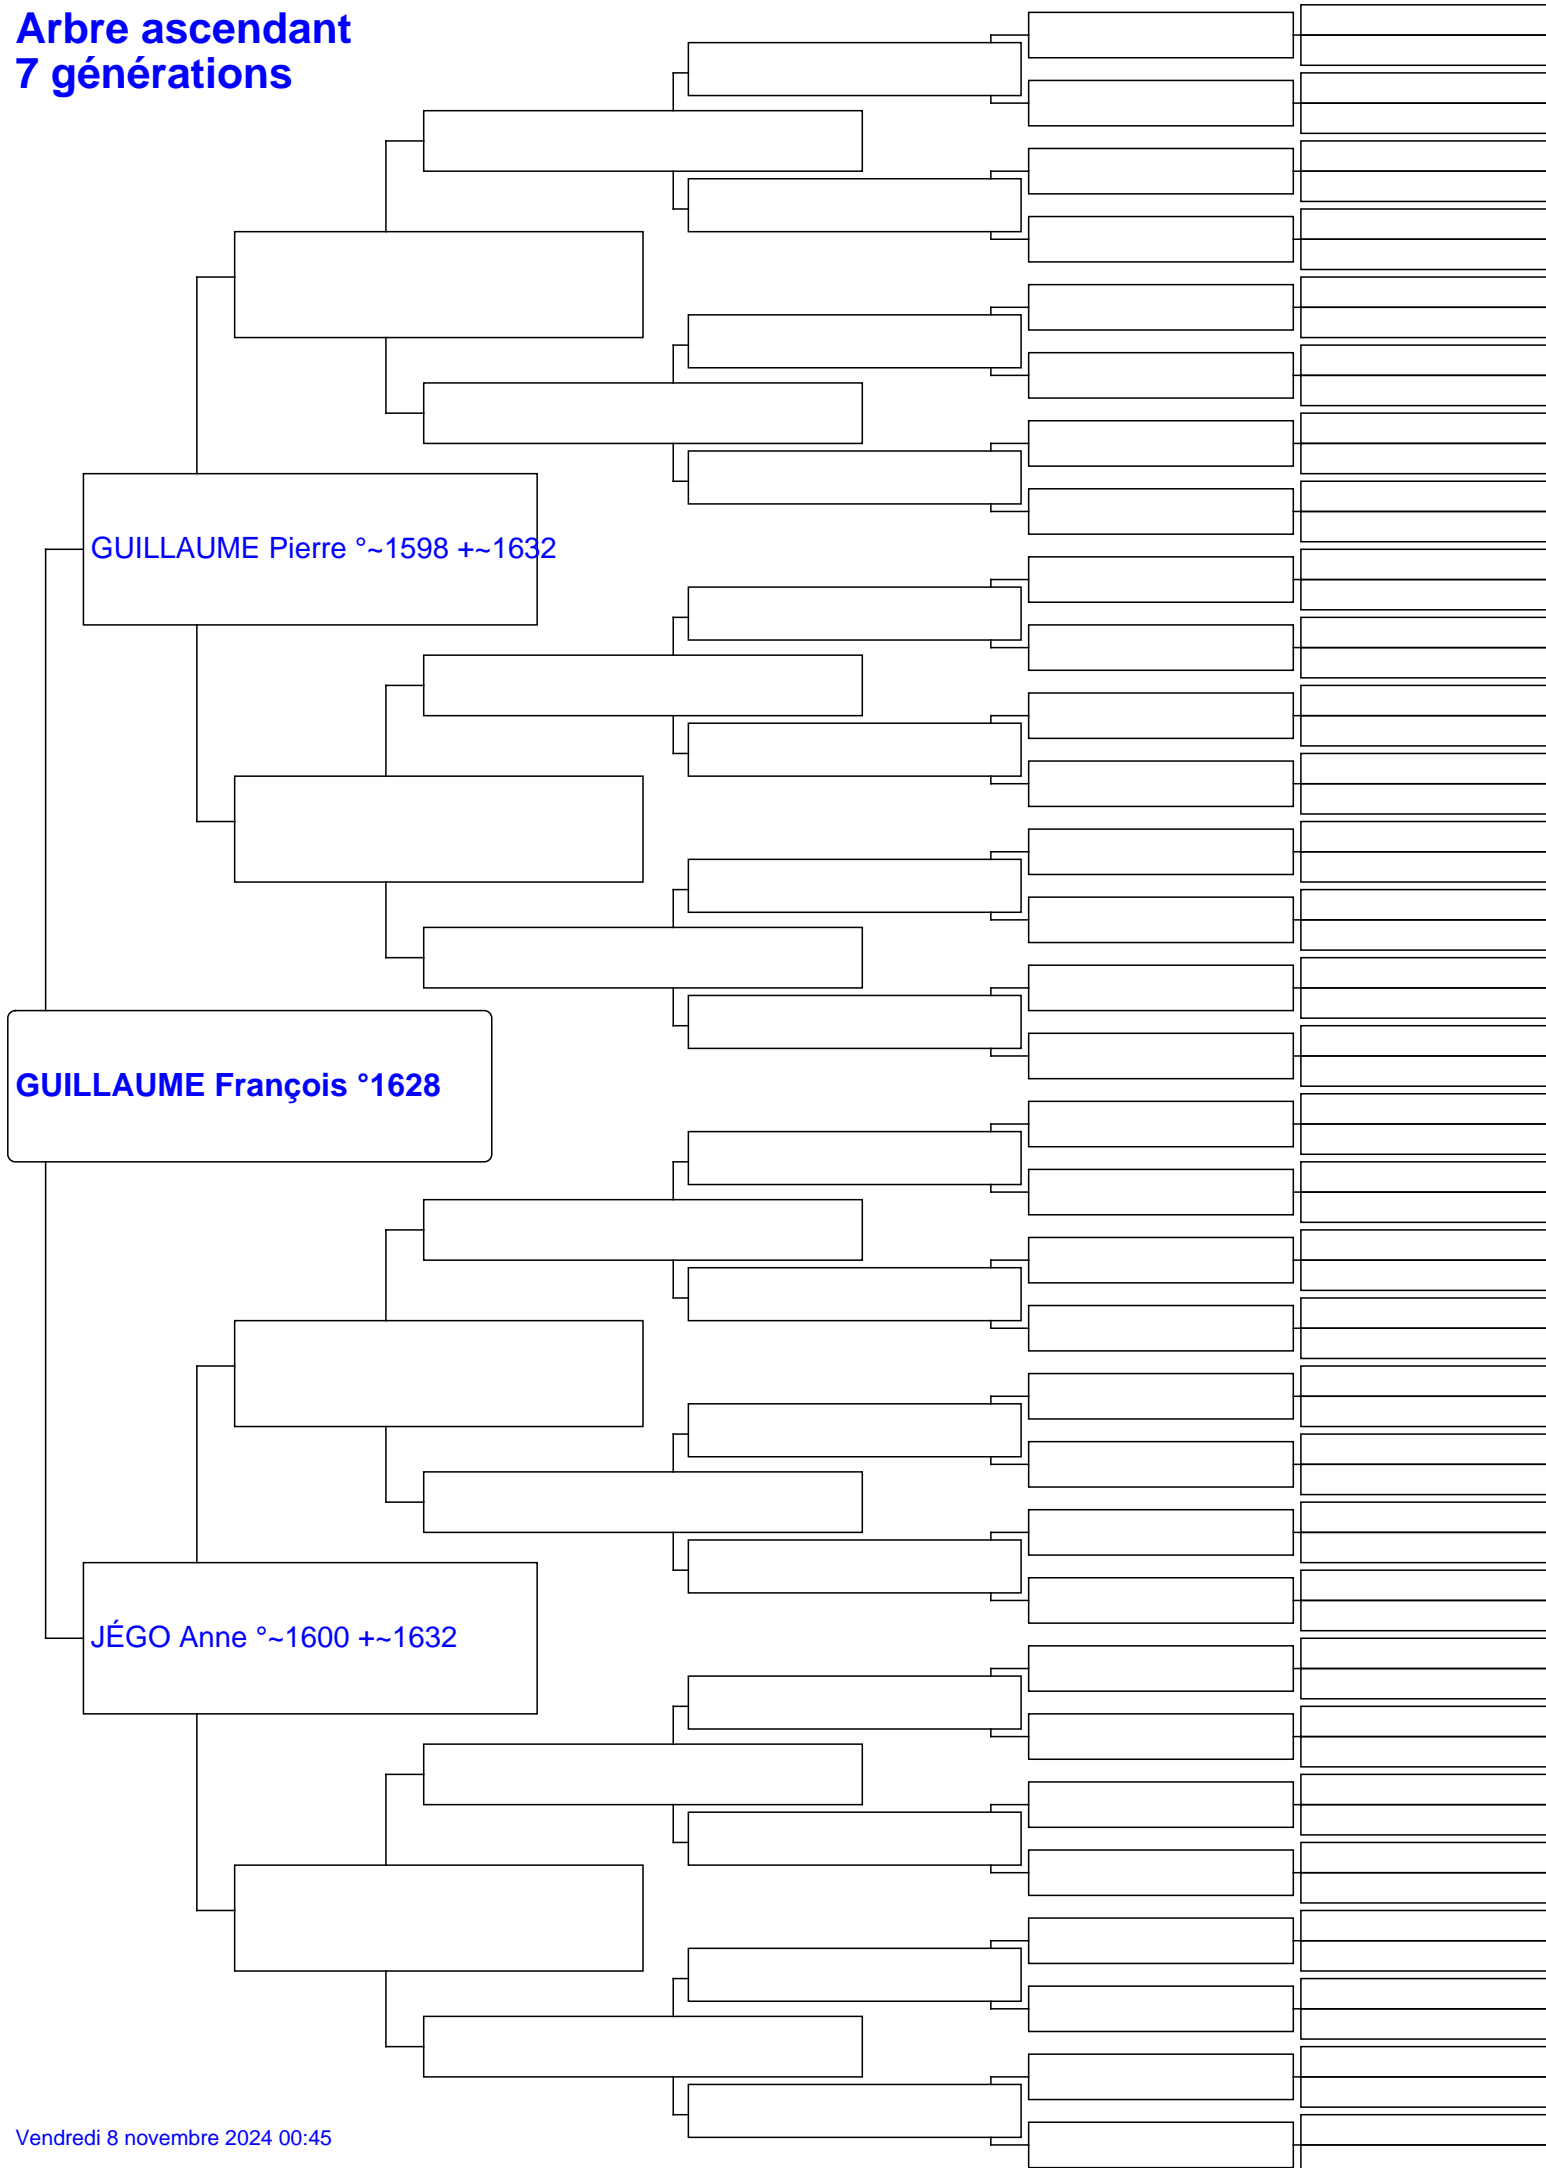 Arbre ascendant
7 générations
GUILLAUME Pierre °~1598 +~1632
GUILLAUME François °1628
JÉGO Anne °~1600 +~1632
Vendredi 8 novembre 2024 00:45